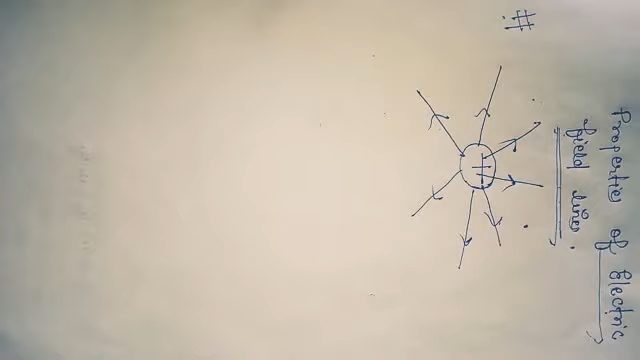 Properties of Electric
field lines.
#
+